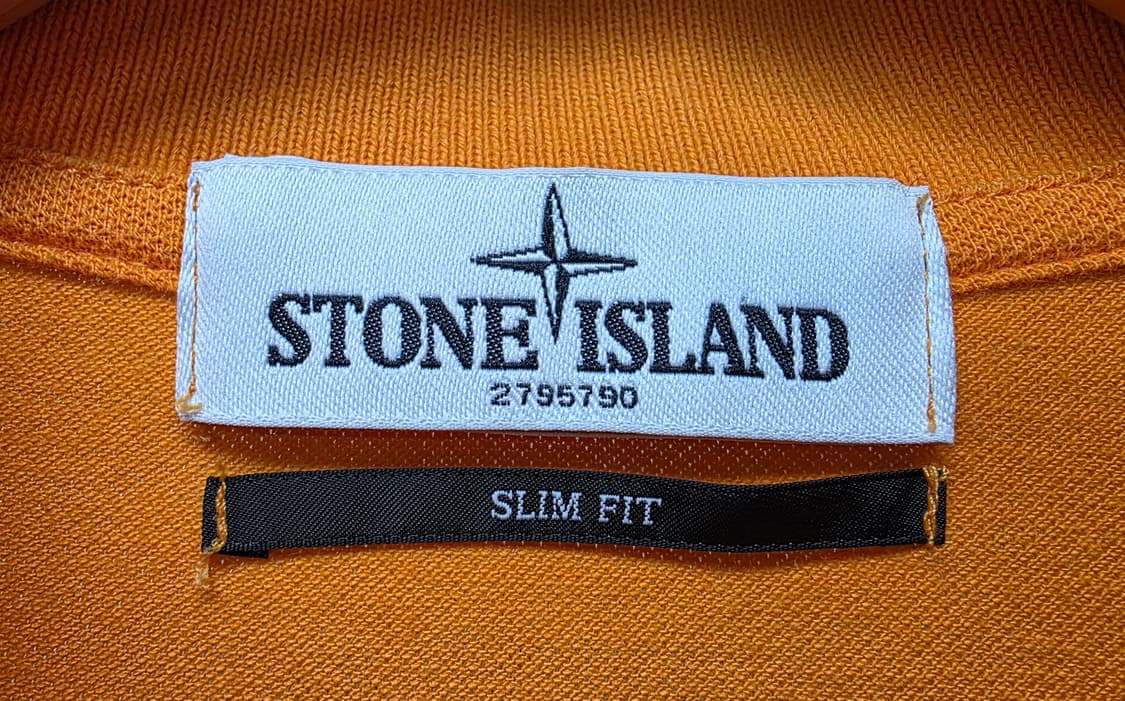 STONE ISLAND
2795790
SLIM FIT